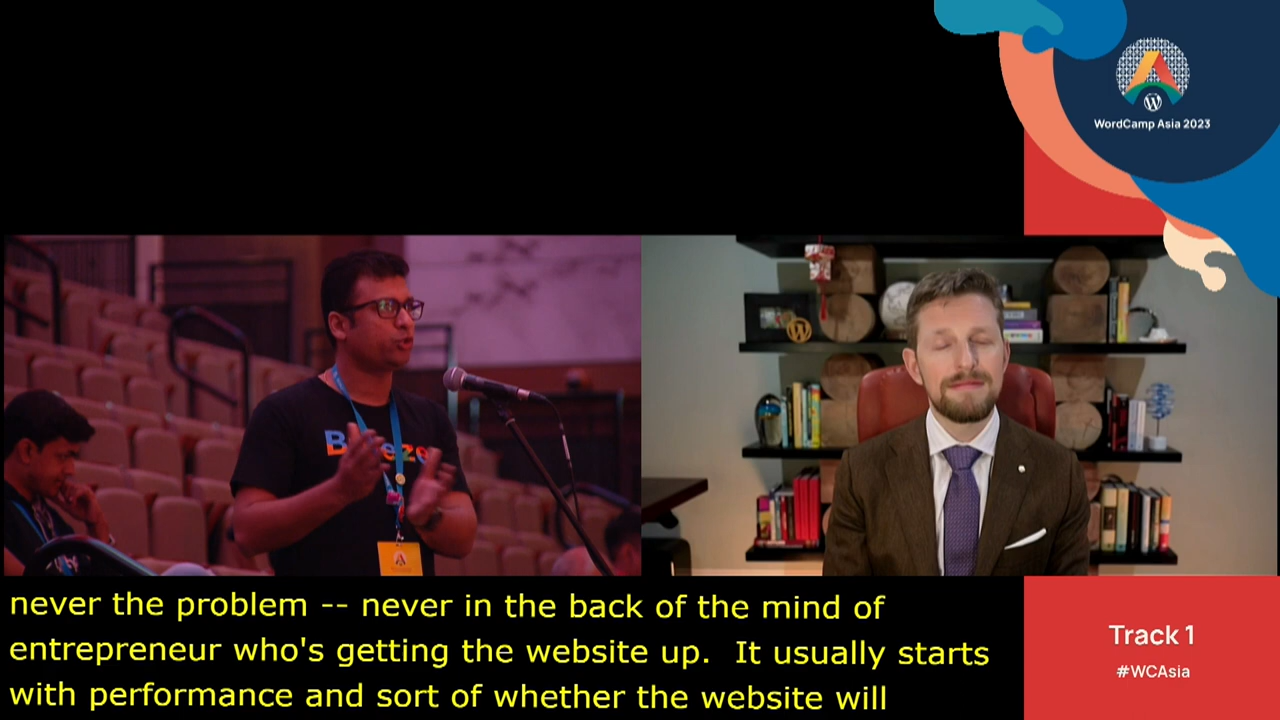 WordCamp Asia 2023
never the problem -- never in the back of the mind of
entrepreneur who's getting the website up.  It usually starts
with performance and sort of whether the website will
Track 1
#WCAsia